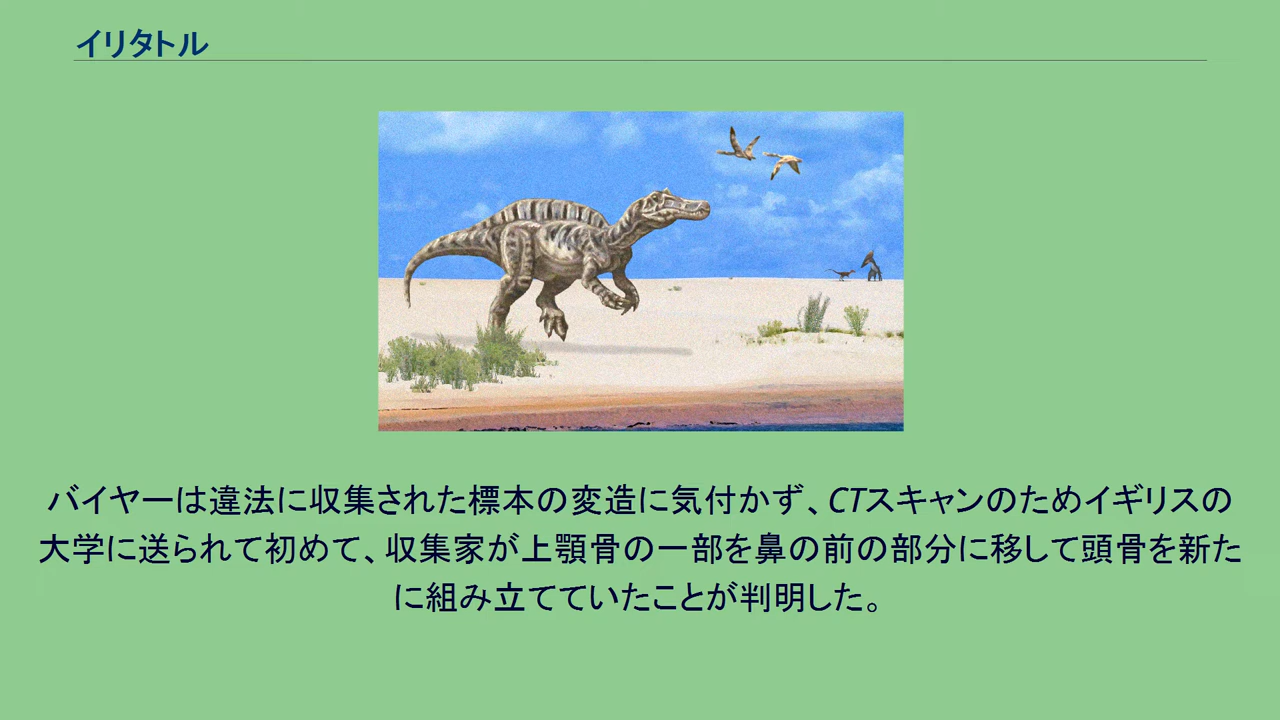 イリタトル
バイヤーは違法に収集された標本の変造に気付かず、CTスキャンのためイギリスの
大学に送られて初めて、収集家が上顎骨の一部を鼻の前の部分に移して頭骨を新た
に組み立てていたことが判明した。